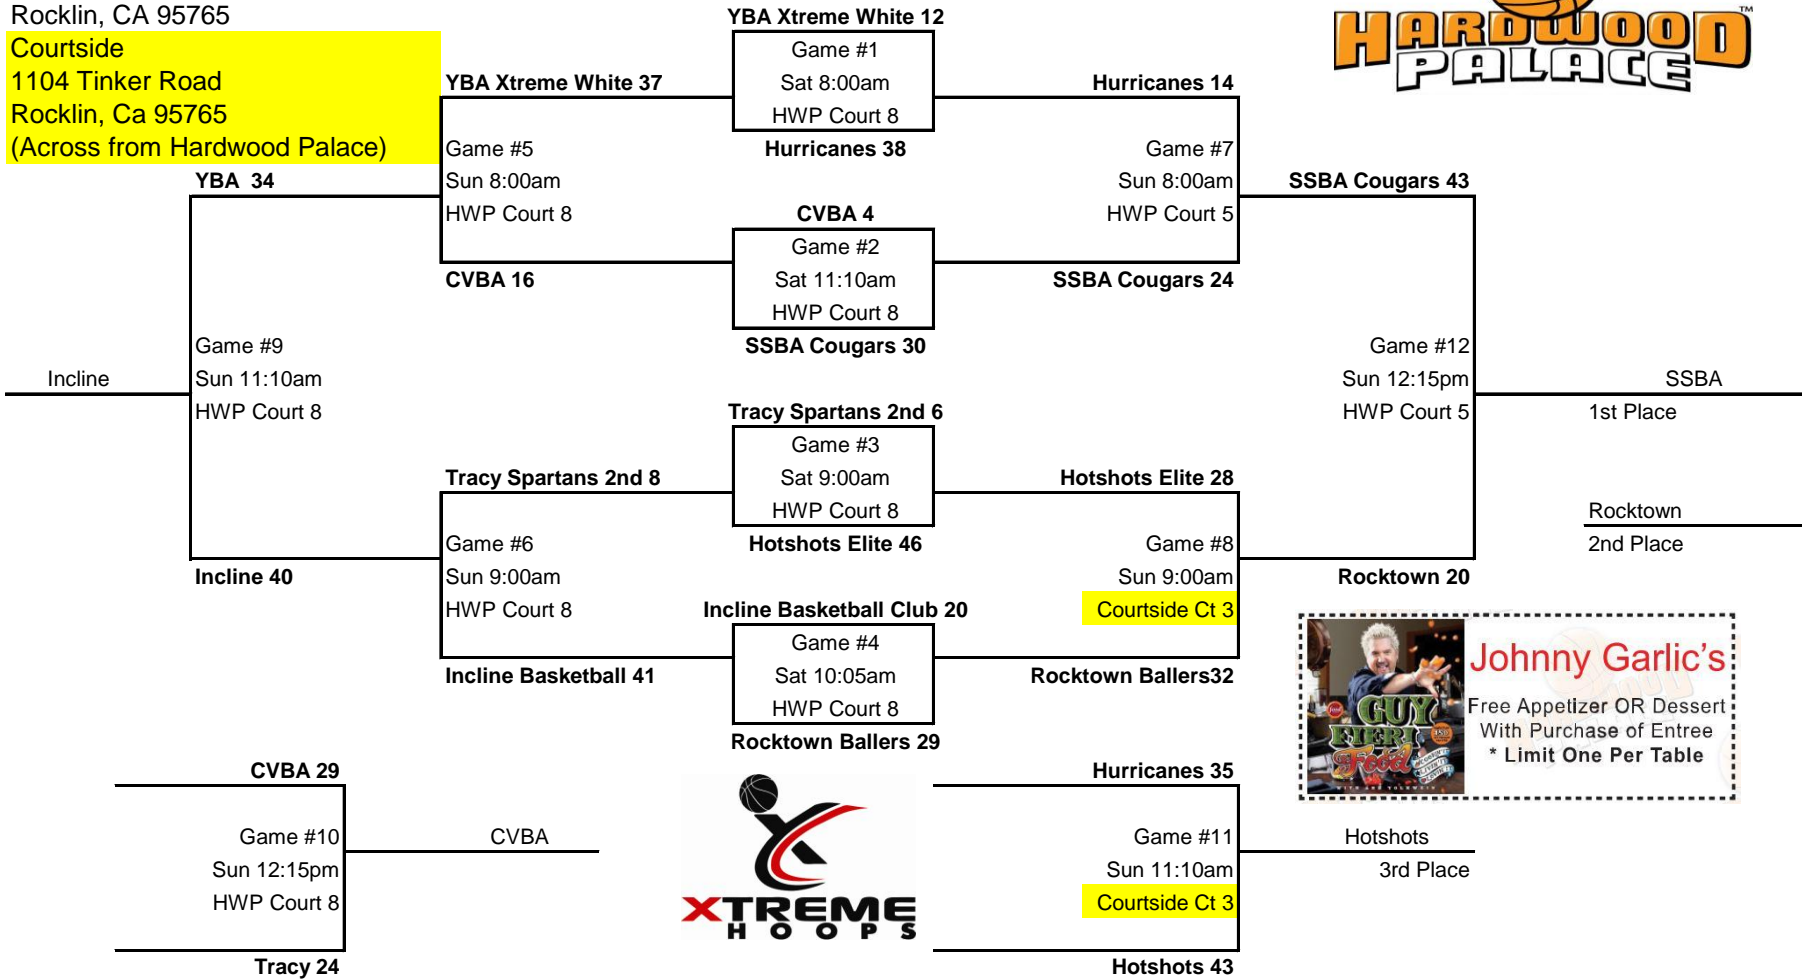 Rocklin, CA 95765
Courtside
1104 Tinker Road
Rocklin, Ca 95765
(Across from Hardwood Palace)
HARDWOOD
PALACE
TM
YBA Xtreme White 12
Game #1
Sat 8:00am
HWP Court 8
Hurricanes 38
YBA Xtreme White 37
Game #5
Sun 8:00am
HWP Court 8
CVBA 16
Hurricanes 14
Game #7
Sun 8:00am
HWP Court 5
SSBA Cougars 24
CVBA 4
Game #2
Sat 11:10am
HWP Court 8
SSBA Cougars 30
YBA  34
Game #9
Sun 11:10am
HWP Court 8
Incline 40
Incline
SSBA Cougars 43
Game #12
Sun 12:15pm
HWP Court 5
Rocktown 20
SSBA
1st Place
Rocktown
2nd Place
Tracy Spartans 2nd 6
Game #3
Sat 9:00am
HWP Court 8
Hotshots Elite 46
Tracy Spartans 2nd 8
Game #6
Sun 9:00am
HWP Court 8
Incline Basketball 41
Hotshots Elite 28
Game #8
Sun 9:00am
Courtside Ct 3
Rocktown Ballers32
Incline Basketball Club 20
Game #4
Sat 10:05am
HWP Court 8
Rocktown Ballers 29
Johnny Garlic's
Free Appetizer OR Dessert
With Purchase of Entree
* Limit One Per Table
GUY
FIERI
Food
CVBA 29
Game #10
Sun 12:15pm
HWP Court 8
Tracy 24
CVBA
XTREME
HOOPS
Hurricanes 35
Game #11
Sun 11:10am
Courtside Ct 3
Hotshots 43
Hotshots
3rd Place